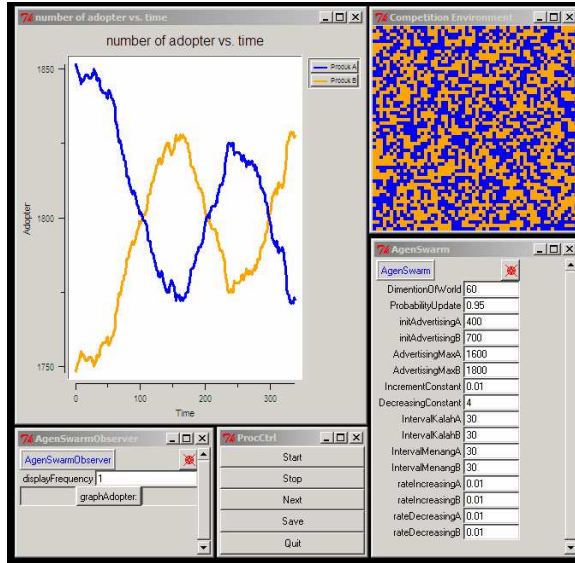 number of adopter vs. time
number of adopter vs. time
Produk A
Produk B
1850
1800
1750
Adopter
0
100
200
300
Time
Competition Environment
AgenSwarm
AgenSwarm
DimentionOfWorld 60
ProbabilityUpdate 0.95
initAdvertisingA 400
initAdvertisingB 700
AdvertisingMaxA 1600
AdvertisingMaxB 1800
IncrementConstant 0.01
DecreasingConstant 4
IntervalKalahA 30
IntervalKalahB 30
IntervalMenangA 30
IntervalMenangB 30
rateIncreasingA 0.01
rateIncreasingB 0.01
rateDecreasingA 0.01
rateDecreasingB 0.01
AgenSwarmObserver
AgenSwarmObserver
displayFrequency 1
graphAdopter:
ProcCtrl
Start
Stop
Next
Save
Quit